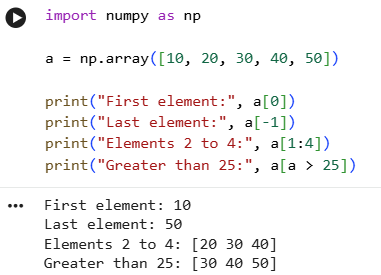 import numpy as np
a = np.array([10, 20, 30, 40, 50])
print("First element:", a[0])
print("Last element:", a[-1])
print("Elements 2 to 4:", a[1:4])
print("Greater than 25:", a[a > 25])
First element: 10
Last element: 50
Elements 2 to 4: [20 30 40]
Greater than 25: [30 40 50]